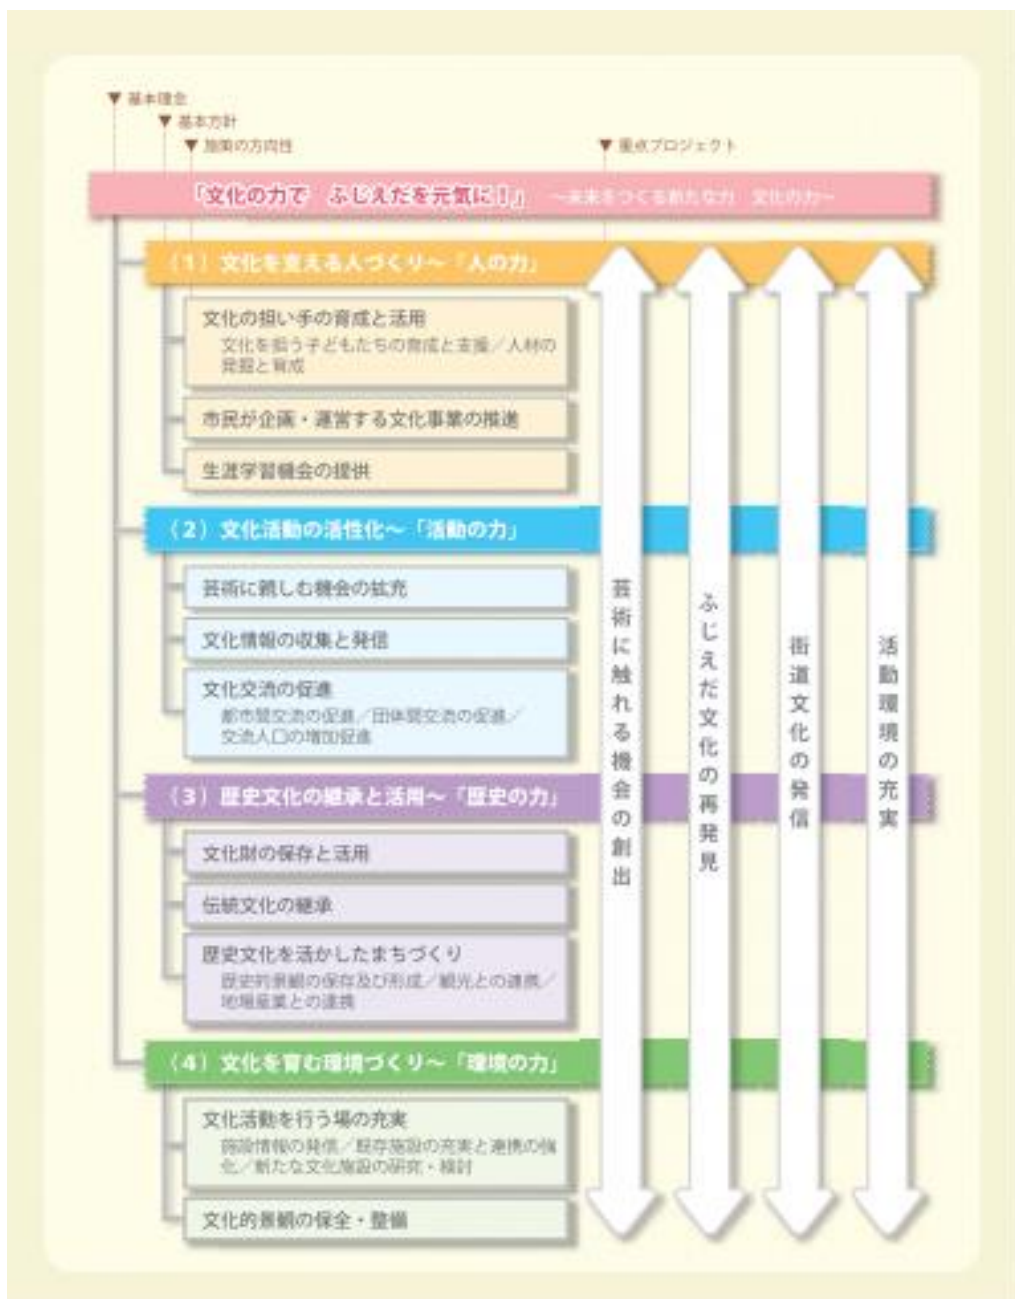 ▼ 基本理念
▼ 基本方針
▼ 施策の方向性
▼ 重点プロジェクト
「文化の力で ふじえだを元気に！」 ～未来をつくる新たな力 文化の力～
（1）文化を支える人づくり～「人の力」
文化の担い手の育成と活用
文化を担う子どもたちの育成と支援／人材の
発掘と育成
市民が企画・運営する文化事業の推進
生涯学習機会の提供
（2）文化活動の活性化～「活動の力」
芸術に親しむ機会の拡充
文化情報の収集と発信
文化交流の促進
都市間交流の促進／団体間交流の促進／
交流人口の増加促進
（3）歴史文化の継承と活用～「歴史の力」
文化財の保存と活用
伝統文化の継承
歴史文化を活かしたまちづくり
歴史的景観の保存及び形成／観光との連携／
地場産業との連携
（4）文化を育む環境づくり～「環境の力」
文化活動を行う場の充実
施設情報の発信／既存施設の充実と連携の強
化／新たな文化施設の研究・検討
文化的景観の保全・整備
芸術に触れる機会の創出
ふじえだ文化の再発見
街道文化の発信
活動環境の充実